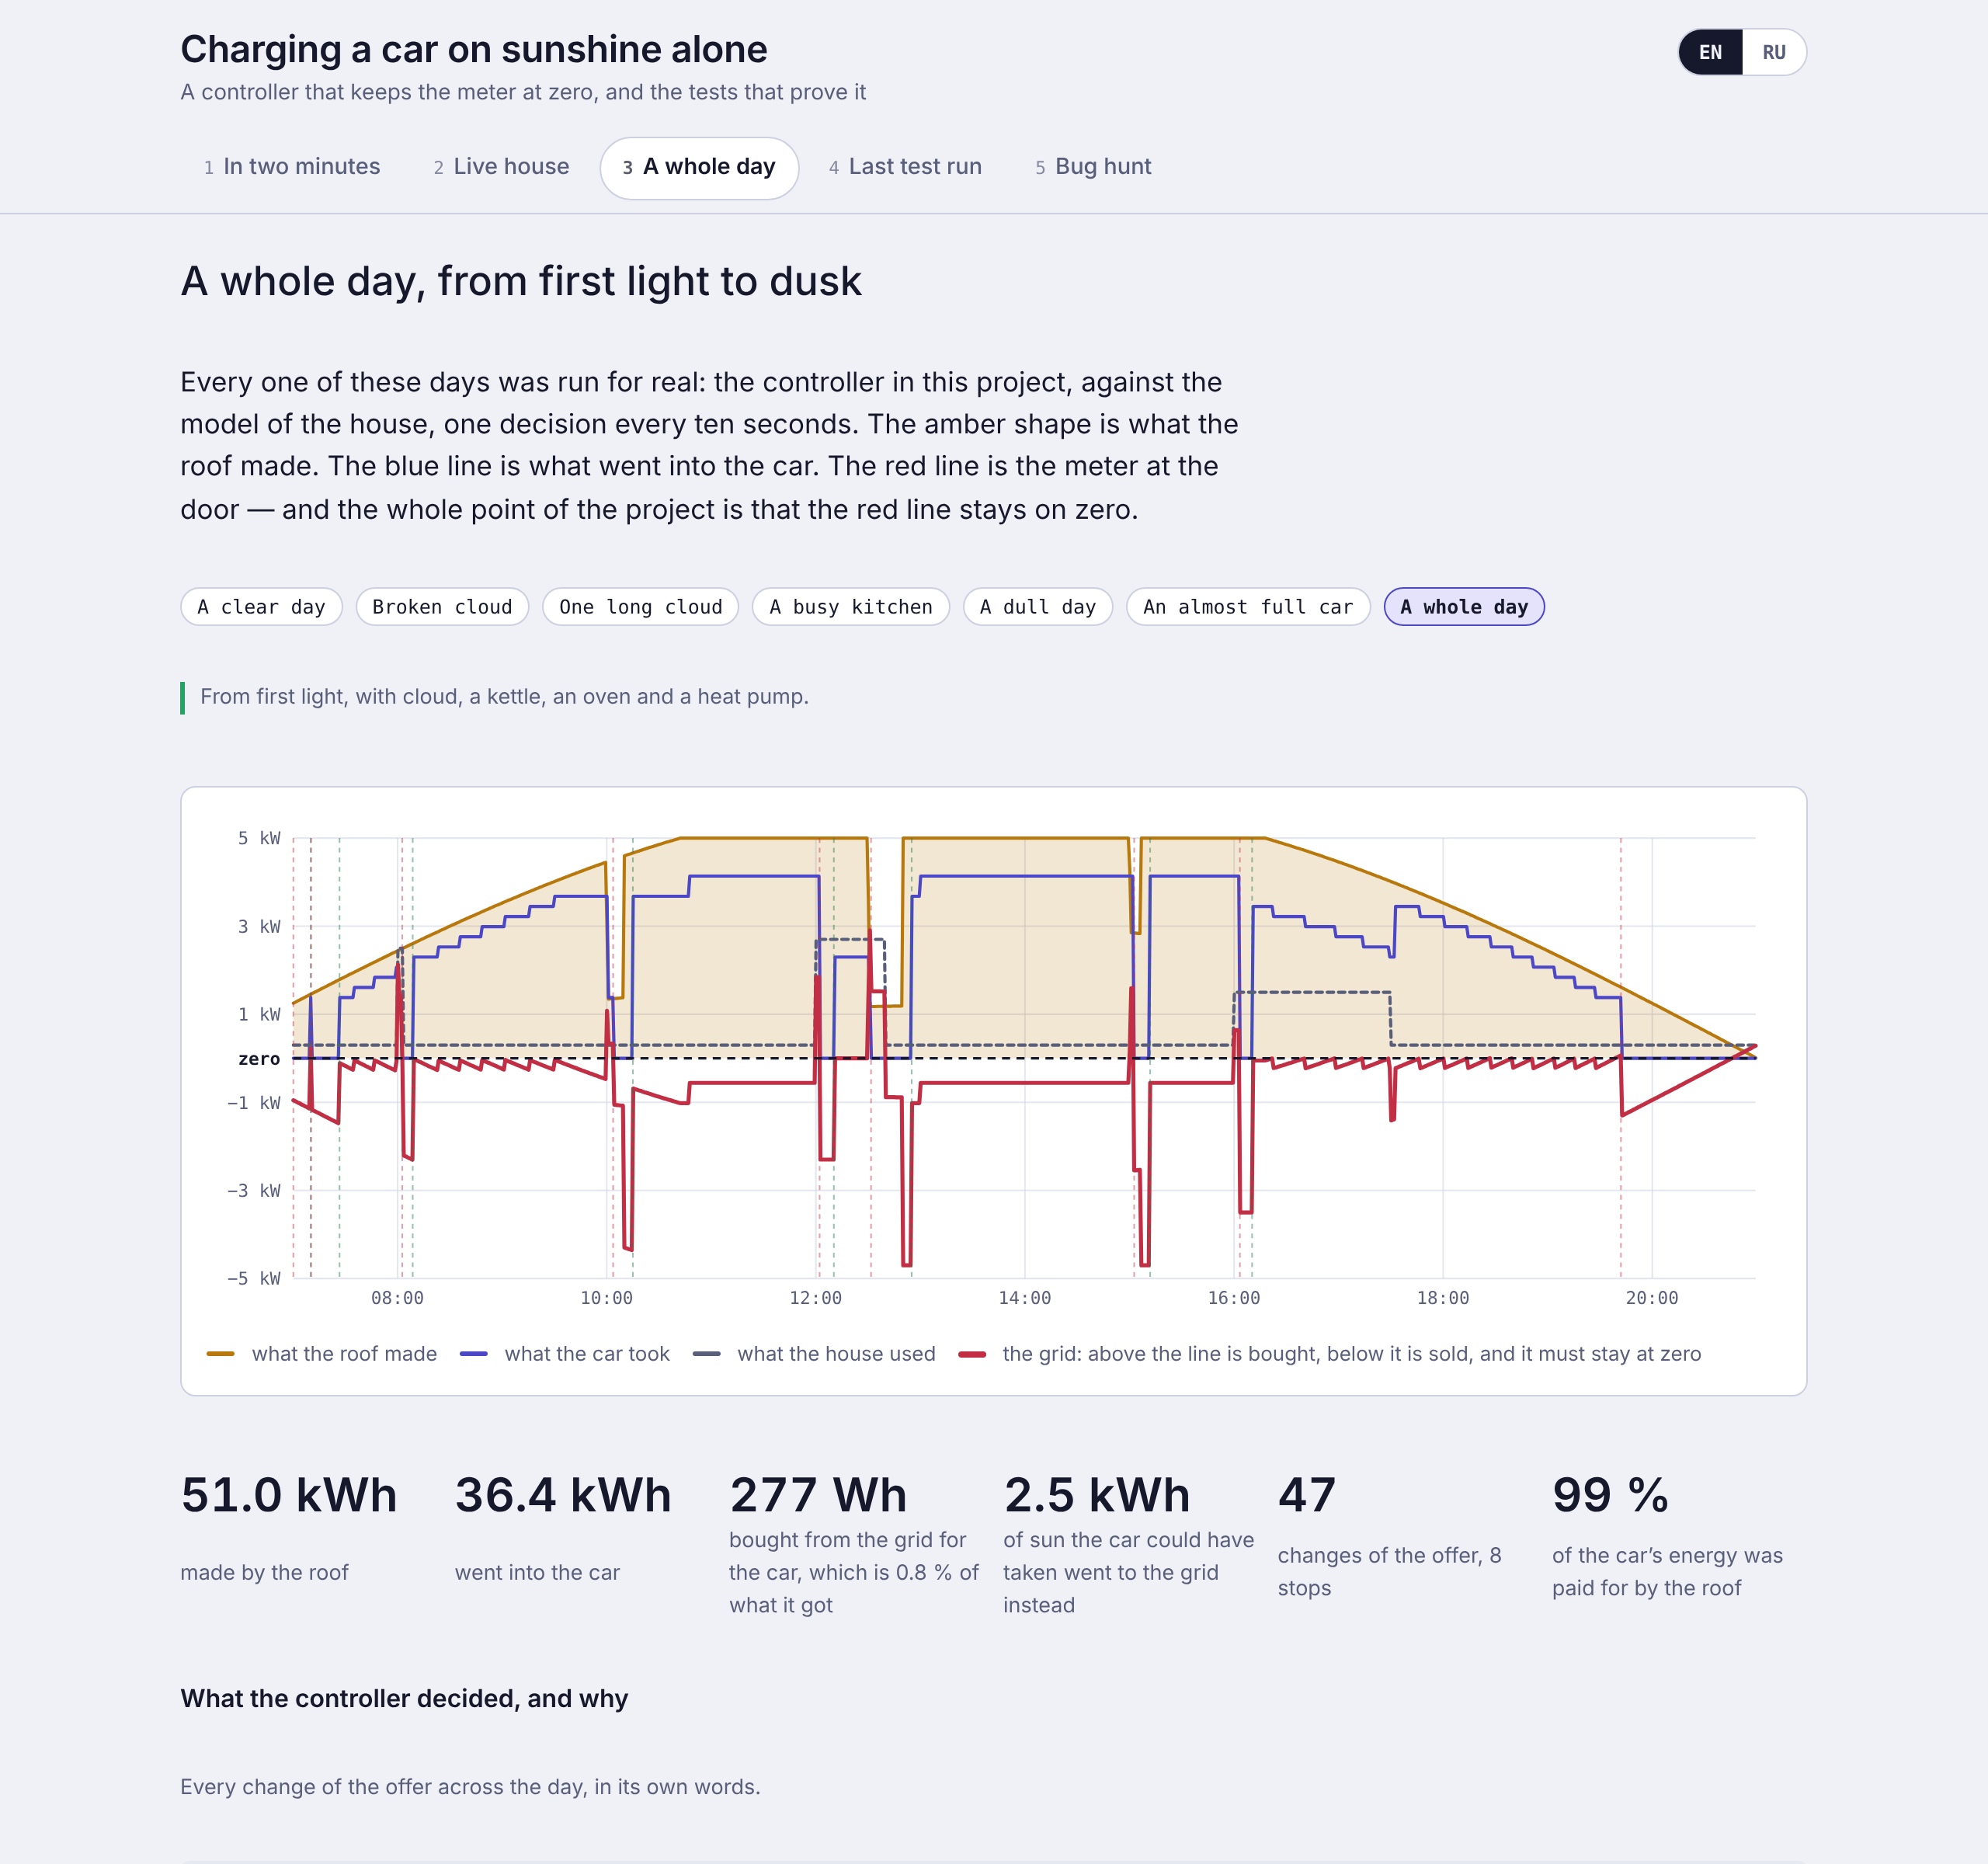 Charging a car on sunshine alone
EN RU
A controller that keeps the meter at zero, and the tests that prove it
1 In two minutes 2 Live house 3 A whole day 4 Last test run 5 Bug hunt
A whole day, from first light to dusk
Every one of these days was run for real: the controller in this project, against the
model of the house, one decision every ten seconds. The amber shape is what the
roof made. The blue line is what went into the car. The red line is the meter at the
door — and the whole point of the project is that the red line stays on zero.
A clear day Broken cloud One long cloud A busy kitchen A dull day An almost full car A whole day
From first light, with cloud, a kettle, an oven and a heat pump.
5 kW
3 kW
1 kW
zero
−1 kW
−3 kW
−5 kW
08:00 10:00 12:00 14:00 16:00 18:00 20:00
what the roof made what the car took what the house used the grid: above the line is bought, below it is sold, and it must stay at zero
51.0 kWh
made by the roof
36.4 kWh
went into the car
277 Wh
bought from the grid for
the car, which is 0.8 % of
what it got
2.5 kWh
of sun the car could have
taken went to the grid
instead
47
changes of the offer, 8
stops
99 %
of the car’s energy was
paid for by the roof
What the controller decided, and why
Every change of the offer across the day, in its own words.